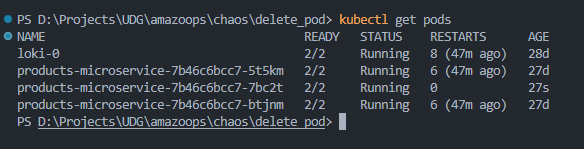 PS D:\Projects\UDG\amazoops\chaos\delete_pod> kubectl get pods
NAME READY STATUS RESTARTS AGE
loki-0 2/2 Running 8 (47m ago) 28d
products-microservice-7b46c6bcc7-5t5km 2/2 Running 6 (47m ago) 27d
products-microservice-7b46c6bcc7-7bc2t 2/2 Running 0 27s
products-microservice-7b46c6bcc7-btjnm 2/2 Running 6 (47m ago) 27d
PS D:\Projects\UDG\amazoops\chaos\delete_pod>